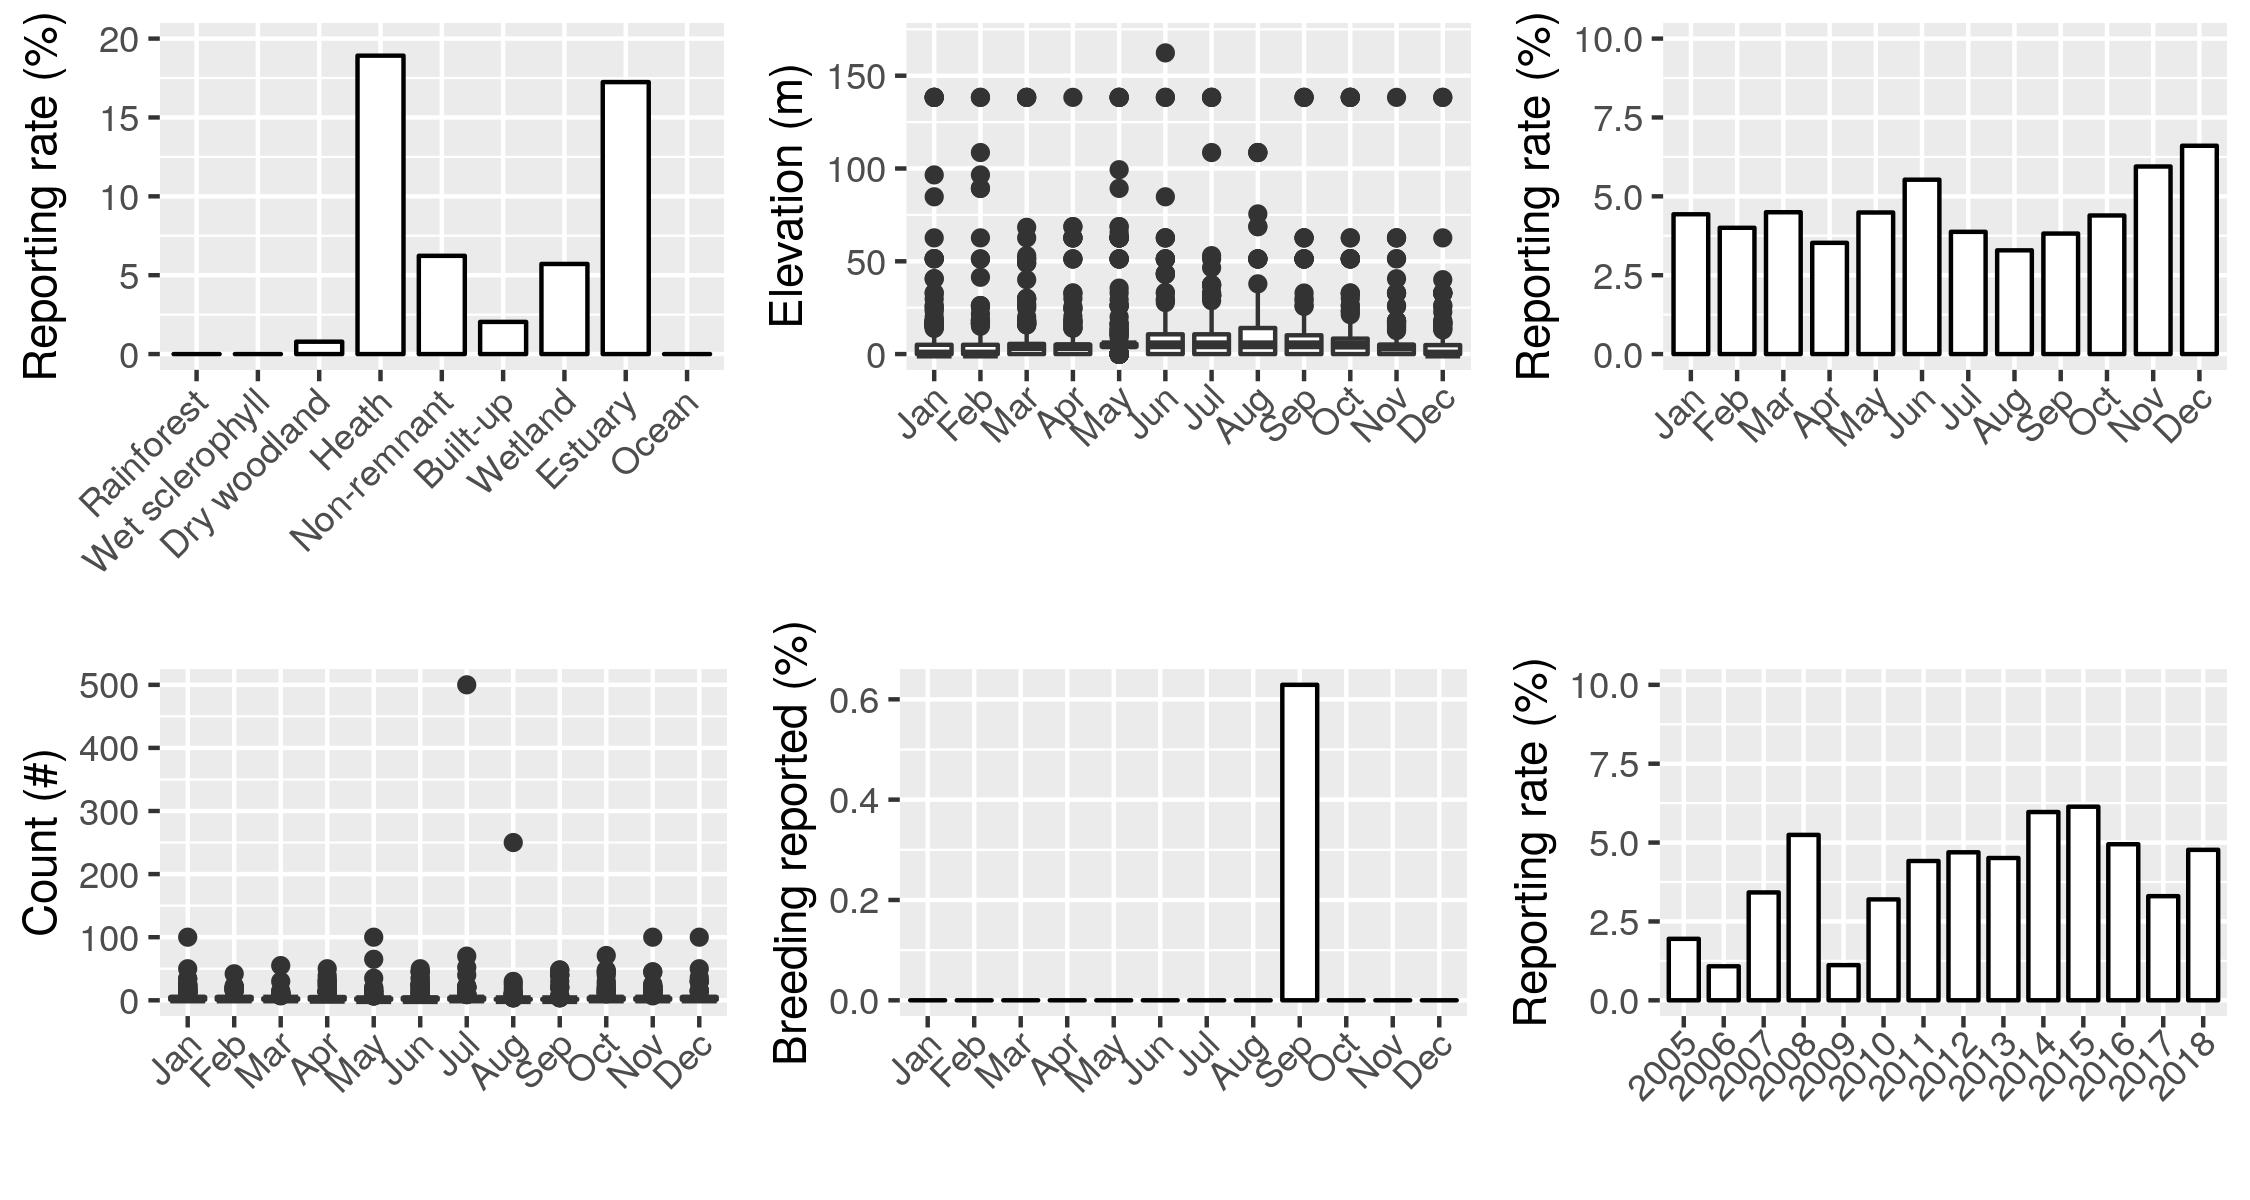 Reporting rate (%)
20
15
10
5
0
Rainforest
Wet sclerophyll
Dry woodland
Heath
Non-remnant
Built-up
Wetland
Estuary
Ocean
Elevation (m)
150
100
50
0
Jan
Feb
Mar
Apr
May
Jun
Jul
Aug
Sep
Oct
Nov
Dec
Reporting rate (%)
10.0
7.5
5.0
2.5
0.0
Jan
Feb
Mar
Apr
May
Jun
Jul
Aug
Sep
Oct
Nov
Dec
Count (#)
500
400
300
200
100
0
Jan
Feb
Mar
Apr
May
Jun
Jul
Aug
Sep
Oct
Nov
Dec
Breeding reported (%)
0.6
0.4
0.2
0.0
Jan
Feb
Mar
Apr
May
Jun
Jul
Aug
Sep
Oct
Nov
Dec
Reporting rate (%)
10.0
7.5
5.0
2.5
0.0
2005
2006
2007
2008
2009
2010
2011
2012
2013
2014
2015
2016
2017
2018